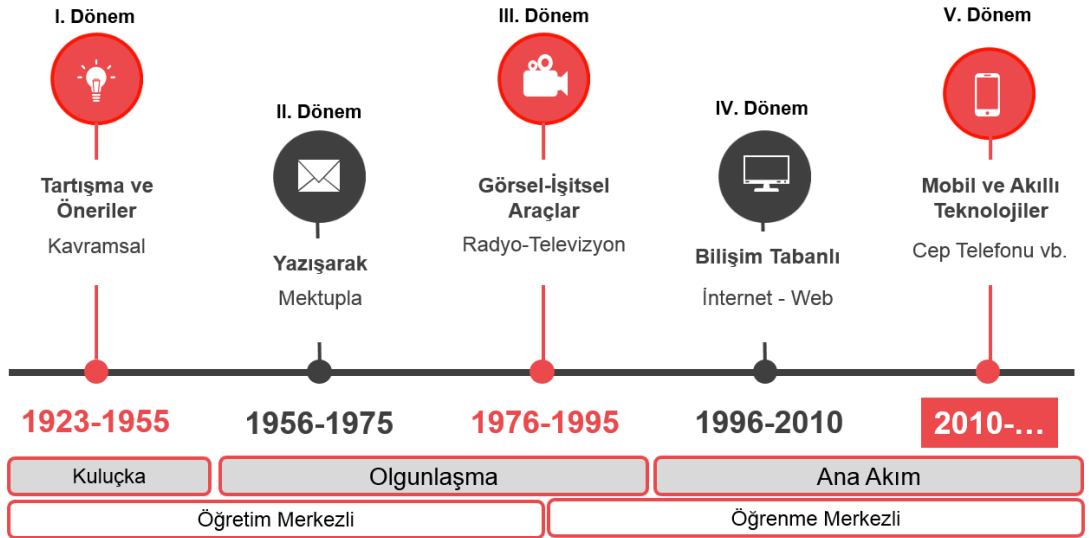 I. Dönem
Tartışma ve
Öneriler
Kavramsal
II. Dönem
Yazışarak
Mektupla
III. Dönem
Görsel-İşitsel
Araçlar
Radyo-Televizyon
IV. Dönem
Bilişim Tabanlı
İnternet - Web
V. Dönem
Mobil ve Akıllı
Teknolojiler
Cep Telefonu vb.
1923-1955
1956-1975
1976-1995
1996-2010
2010-...
Kuluçka
Olgunlaşma
Ana Akım
Öğretim Merkezli
Öğrenme Merkezli